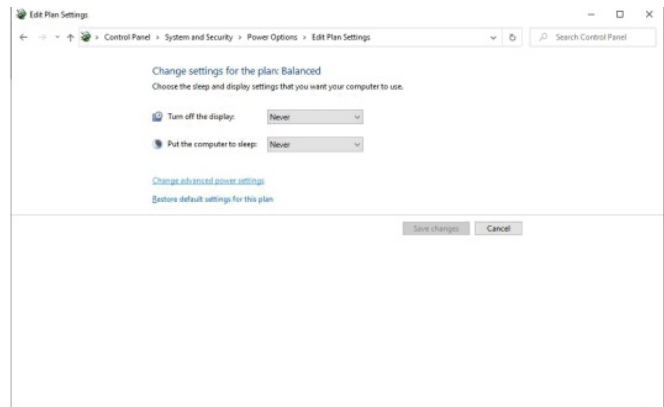 Edit Plan Settings
Control Panel > System and Security > Power Options > Edit Plan Settings
Search Control Panel
Change settings for the plan: Balanced
Choose the sleep and display settings that you want your computer to use.
Turn off the display: Never
Put the computer to sleep: Never
Change advanced power settings
Restore default settings for this plan
Save changes Cancel